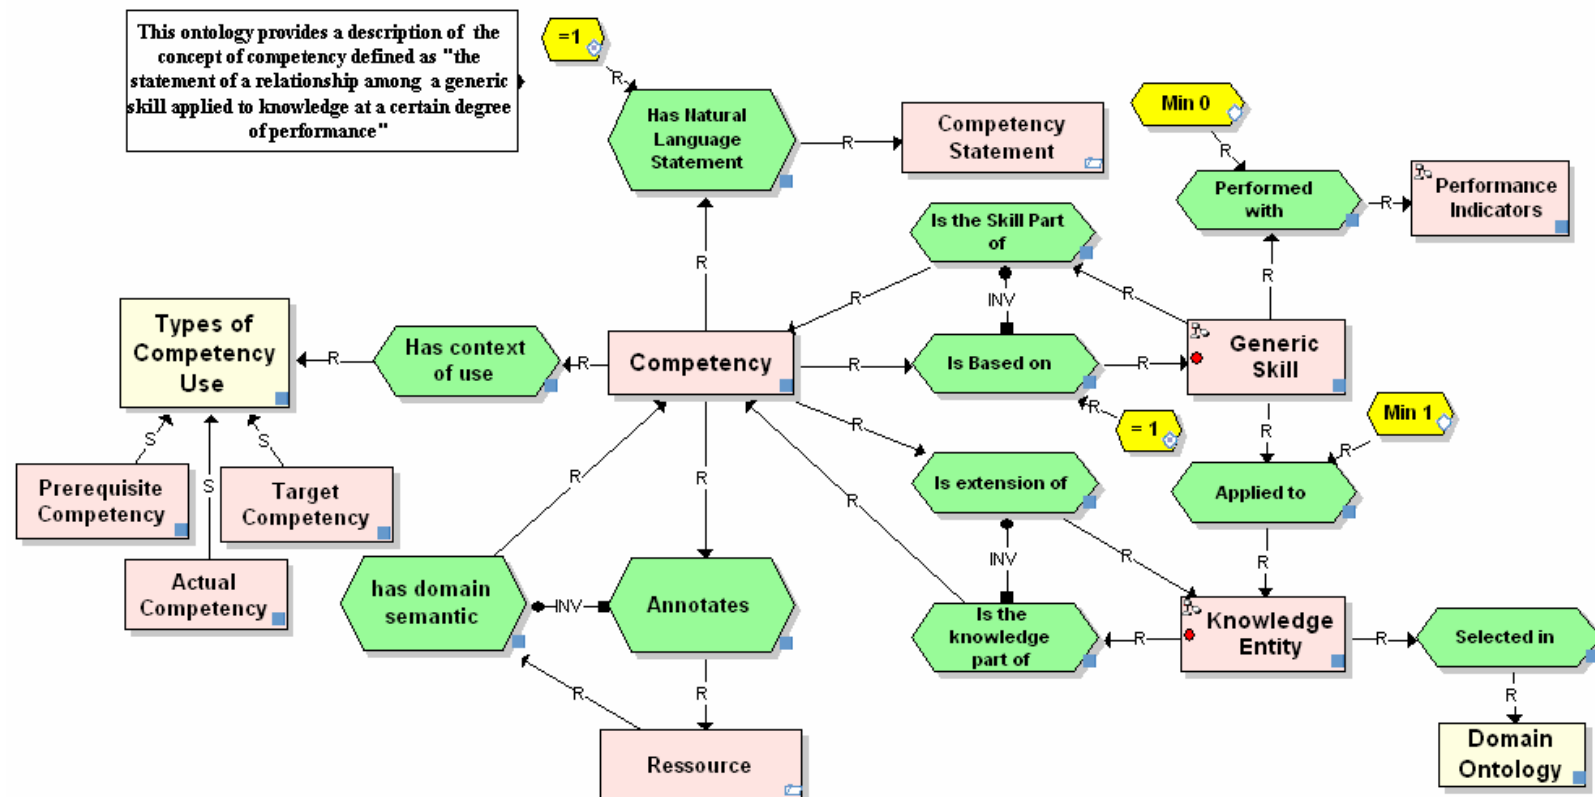 This ontology provides a description of the
concept of competency defined as "the
statement of a relationship among a generic
skill applied to knowledge at a certain degree
of performance"
=1
R
Has Natural
Language
Statement
R
Competency
Statement
Min 0
R
Performed
with
R
Performance
Indicators
R
Is the Skill Part
of
R
R
INV
R
Types of
Competency
Use
R
Has context
of use
R
Competency
R
Is Based on
R
Generic
Skill
R
= 1
R
Min 1
R
R
Is extension of
Applied to
S
S
S
Prerequisite
Competency
Target
Competency
Actual
Competency
R
R
R
INV
R
R
has domain
semantic
INV
Annotates
Is the
knowledge
part of
R
Knowledge
Entity
R
Selected in
R
R
R
Ressource
Domain
Ontology